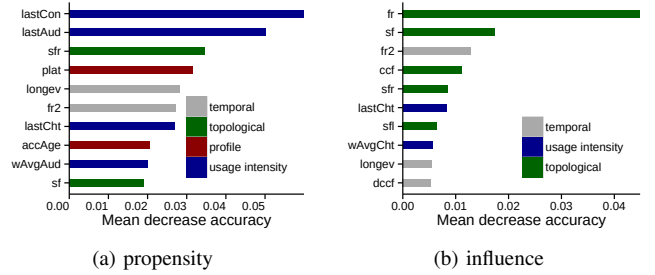 lastCon
lastAud
sfr
plat
longev
fr2
lastCht
accAge
wAvgAud
sf
temporal
topological
profile
usage intensity
0.00 0.01 0.02 0.03 0.04 0.05
Mean decrease accuracy
(a) propensity
fr
sf
fr2
ccf
sfr
lastCht
sfl
wAvgCht
longev
dccf
temporal
usage intensity
topological
0.00 0.01 0.02 0.03 0.04
Mean decrease accuracy
(b) influence